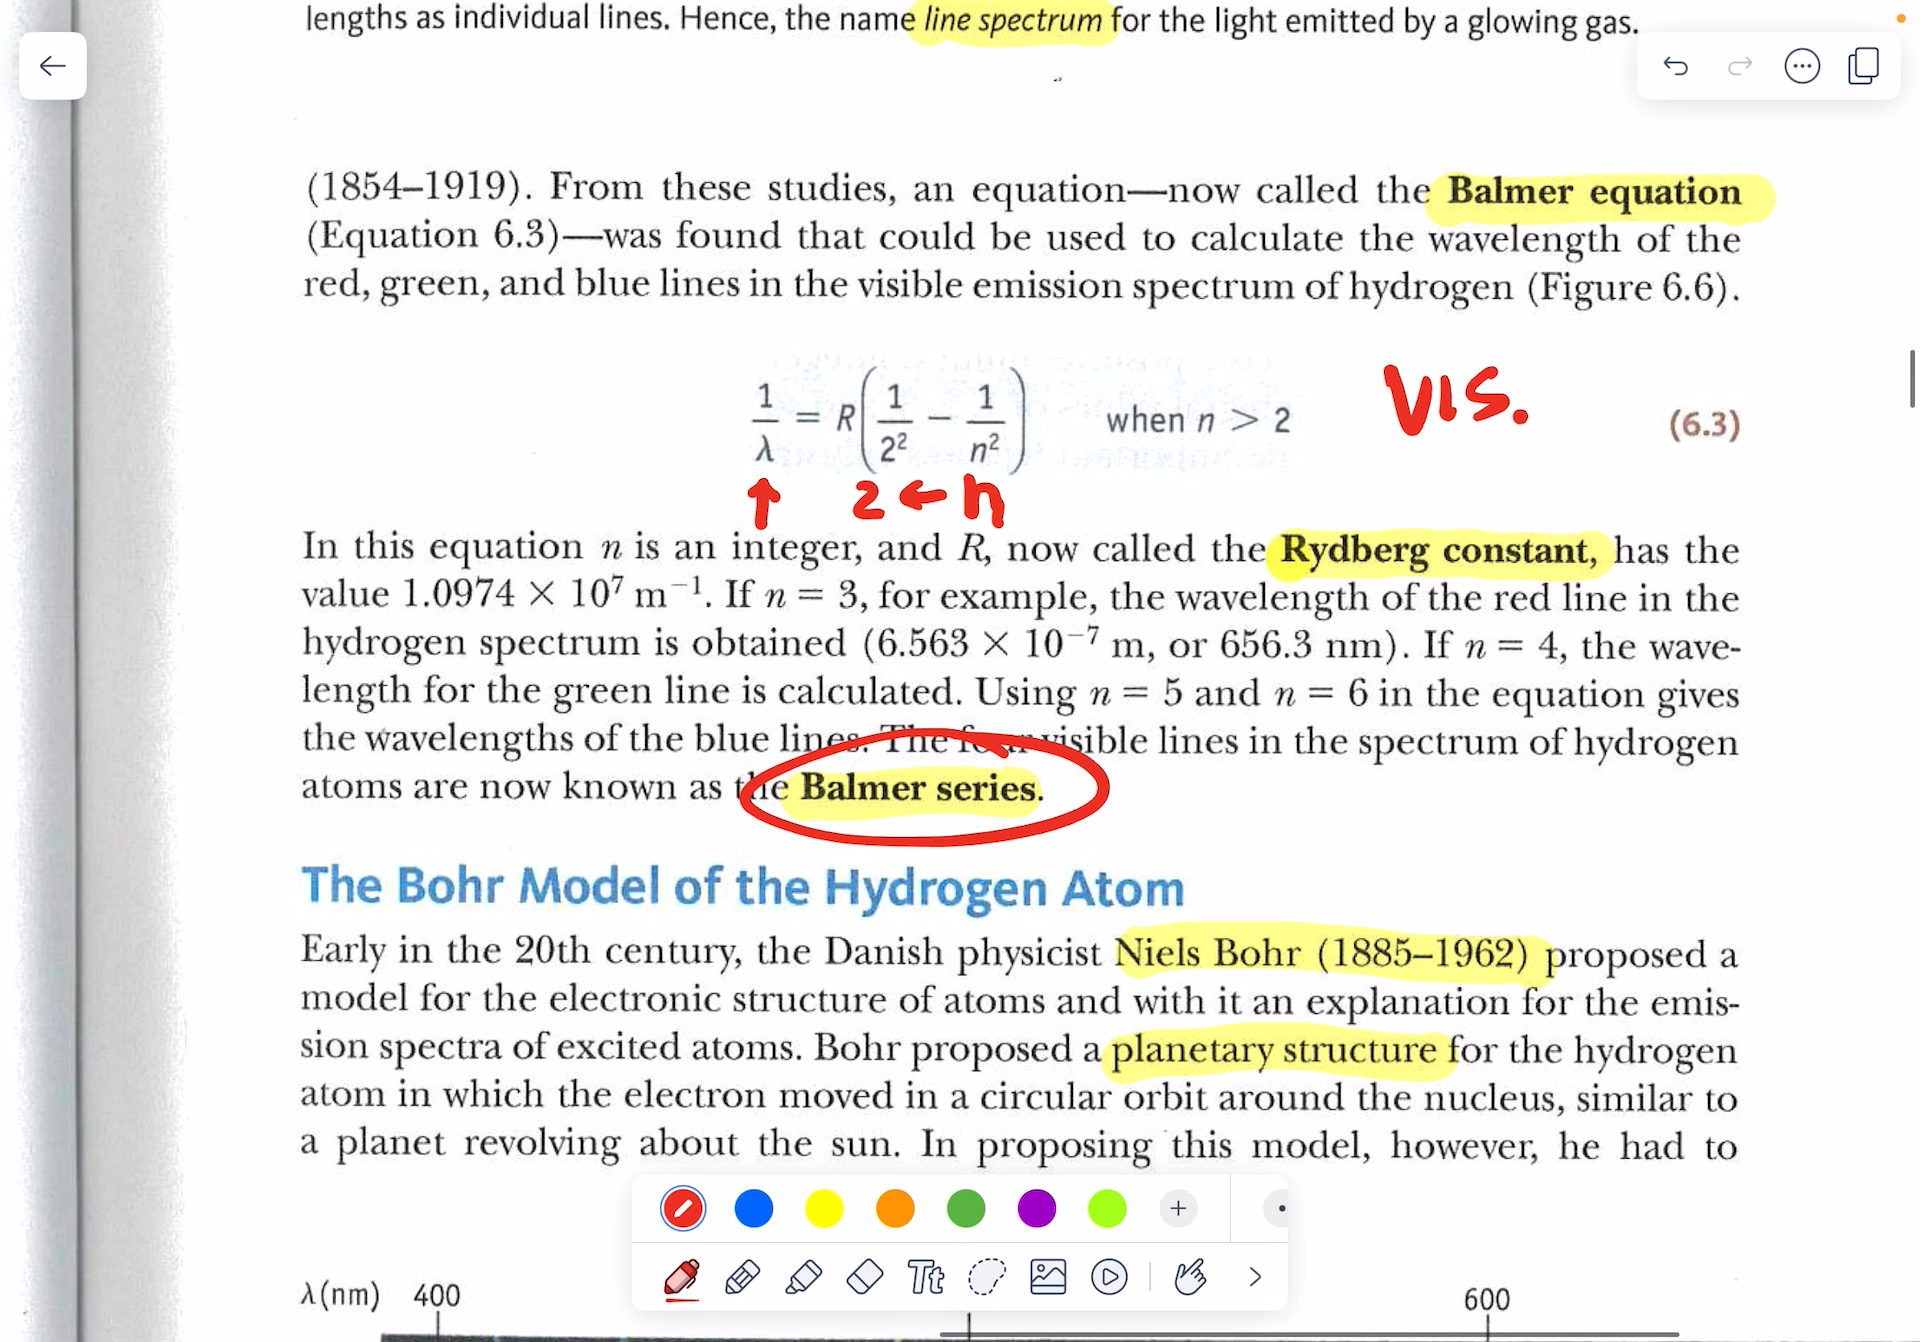 lengths as individual lines. Hence, the name line spectrum for the light emitted by a glowing gas.
(1854–1919). From these studies, an equation—now called the Balmer equation
(Equation 6.3)—was found that could be used to calculate the wavelength of the
red, green, and blue lines in the visible emission spectrum of hydrogen (Figure 6.6).
1/λ = R(1/2² − 1/n²) when n > 2 VIS. (6.3)
↑ 2 ← n
In this equation n is an integer, and R, now called the Rydberg constant, has the
value 1.0974 × 10⁷ m⁻¹. If n = 3, for example, the wavelength of the red line in the
hydrogen spectrum is obtained (6.563 × 10⁻⁷ m, or 656.3 nm). If n = 4, the wave-
length for the green line is calculated. Using n = 5 and n = 6 in the equation gives
the wavelengths of the blue lines. The four visible lines in the spectrum of hydrogen
atoms are now known as the Balmer series.
The Bohr Model of the Hydrogen Atom
Early in the 20th century, the Danish physicist Niels Bohr (1885–1962) proposed a
model for the electronic structure of atoms and with it an explanation for the emis-
sion spectra of excited atoms. Bohr proposed a planetary structure for the hydrogen
atom in which the electron moved in a circular orbit around the nucleus, similar to
a planet revolving about the sun. In proposing this model, however, he had to
Tt
λ(nm) 400 600